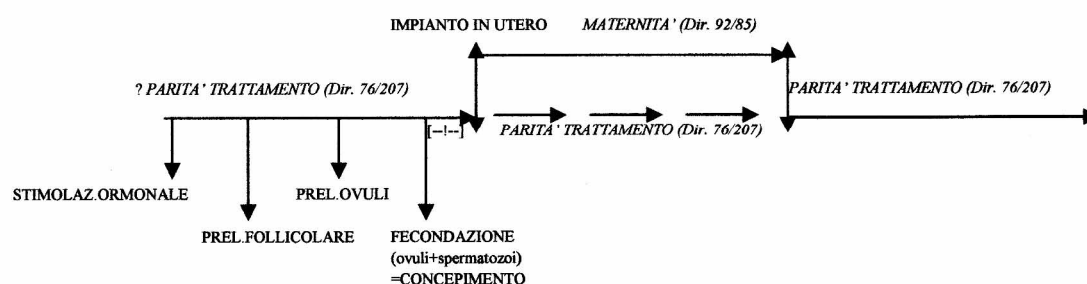 IMPIANTO IN UTERO MATERNITA' (Dir. 92/85)
? PARITA' TRATTAMENTO (Dir. 76/207)
PARITA' TRATTAMENTO (Dir. 76/207)
[--!--]
PARITA' TRATTAMENTO (Dir. 76/207)
STIMOLAZ.ORMONALE
PREL.OVULI
PREL.FOLLICOLARE
FECONDAZIONE
(ovuli+spermatozoi)
=CONCEPIMENTO